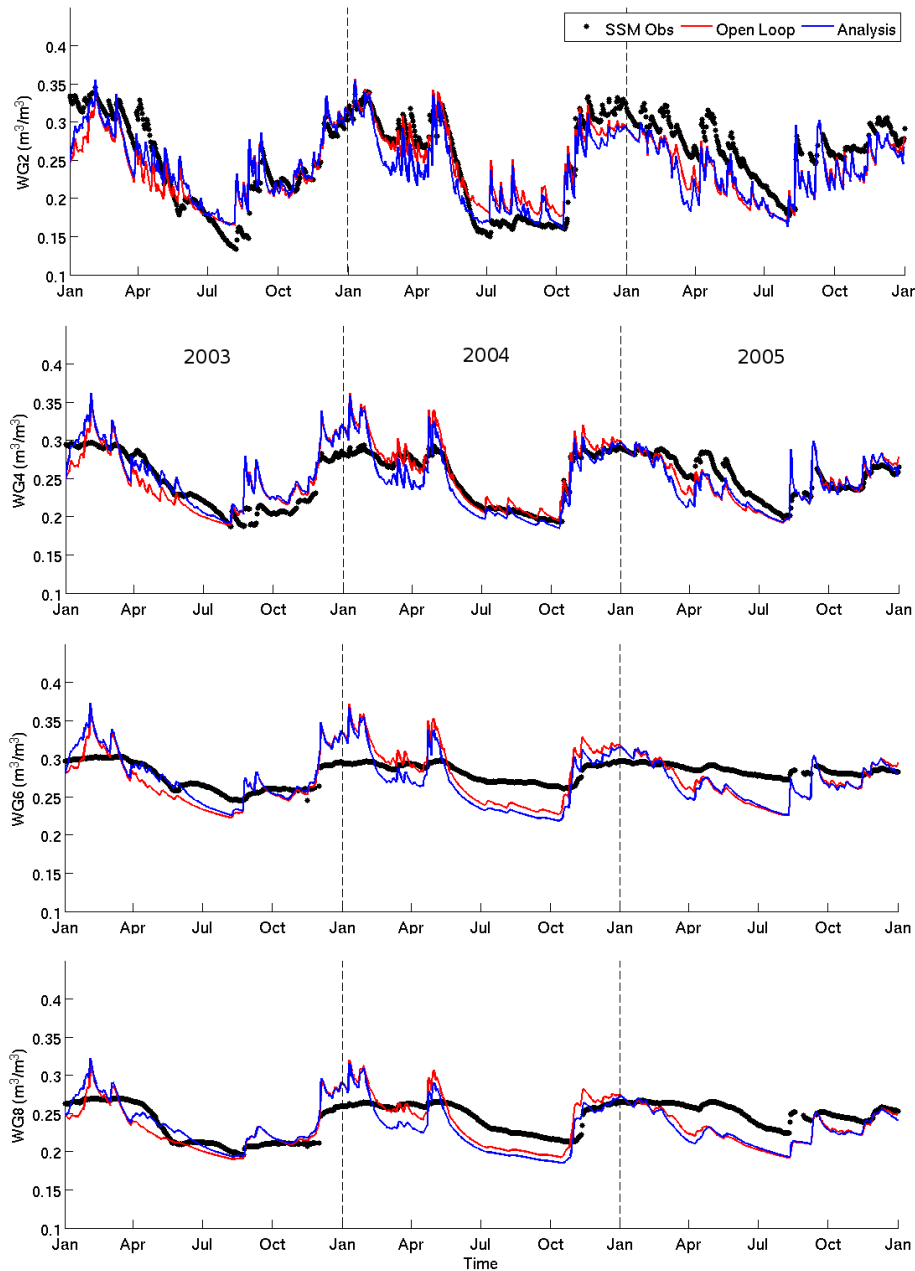 SSM Obs Open Loop Analysis
WG2 (m³/m³)
0.4
0.35
0.3
0.25
0.2
0.15
0.1
Jan Apr Jul Oct Jan Apr Jul Oct Jan Apr Jul Oct Jan
2003 2004 2005
WG4 (m³/m³)
0.4
0.35
0.3
0.25
0.2
0.15
0.1
Jan Apr Jul Oct Jan Apr Jul Oct Jan Apr Jul Oct Jan
WG6 (m³/m³)
0.4
0.35
0.3
0.25
0.2
0.15
0.1
Jan Apr Jul Oct Jan Apr Jul Oct Jan Apr Jul Oct Jan
WG8 (m³/m³)
0.4
0.35
0.3
0.25
0.2
0.15
0.1
Jan Apr Jul Oct Jan Apr Jul Oct Jan Apr Jul Oct Jan
Time